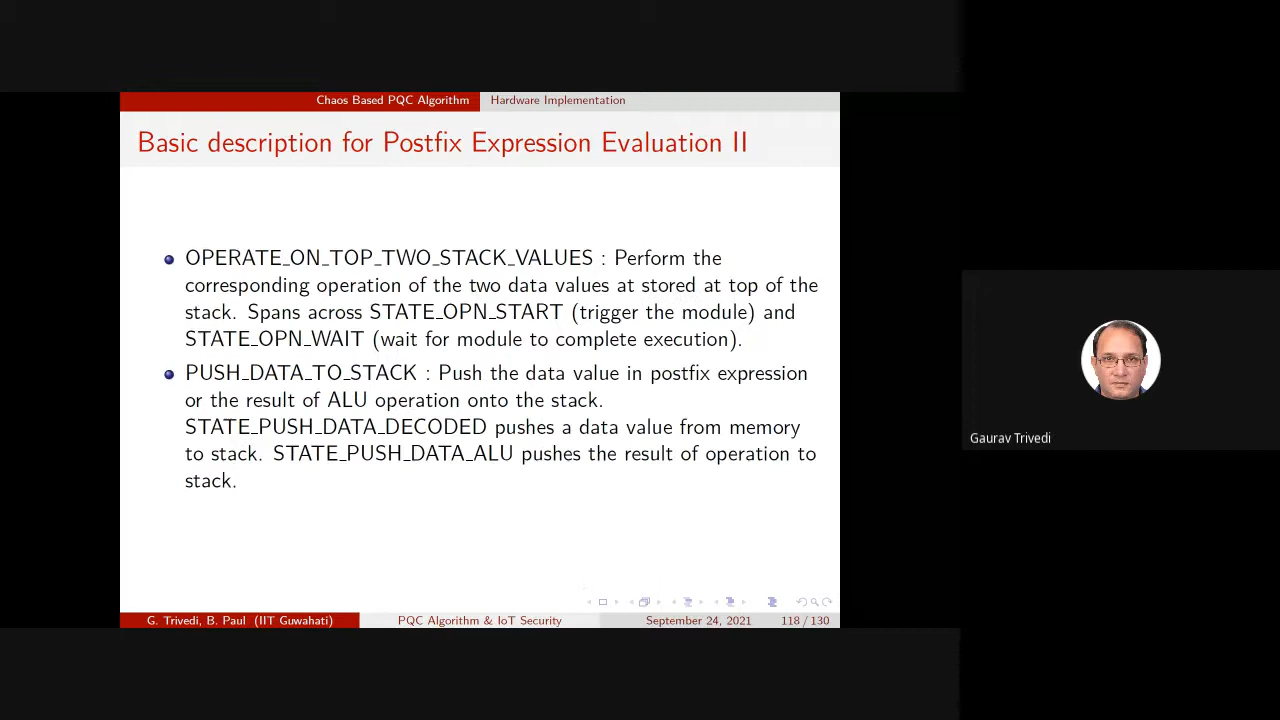 Chaos Based PQC Algorithm Hardware Implementation
Basic description for Postfix Expression Evaluation II
OPERATE_ON_TOP_TWO_STACK_VALUES : Perform the
corresponding operation of the two data values at stored at top of the
stack. Spans across STATE_OPN_START (trigger the module) and
STATE_OPN_WAIT (wait for module to complete execution).
PUSH_DATA_TO_STACK : Push the data value in postfix expression
or the result of ALU operation onto the stack.
STATE_PUSH_DATA_DECODED pushes a data value from memory
to stack. STATE_PUSH_DATA_ALU pushes the result of operation to
stack.
Gaurav Trivedi
G. Trivedi, B. Paul (IIT Guwahati) PQC Algorithm & IoT Security September 24, 2021 118 / 130